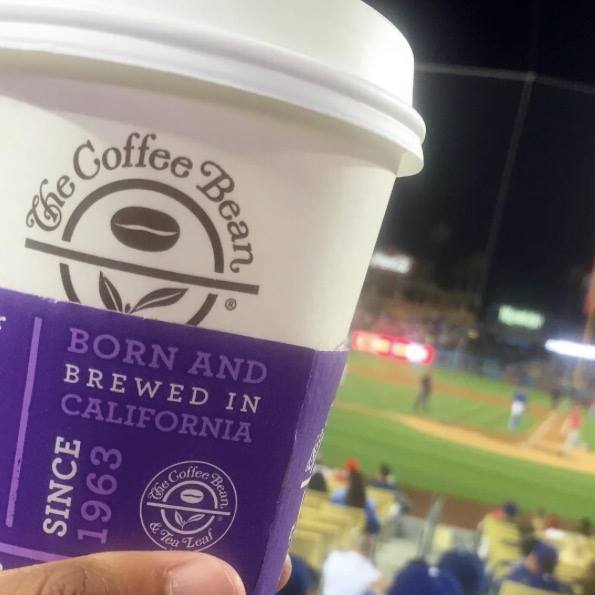 The Coffee Bean
®
BORN AND
BREWED IN
CALIFORNIA
SINCE
1963
The Coffee Bean
& Tea Leaf